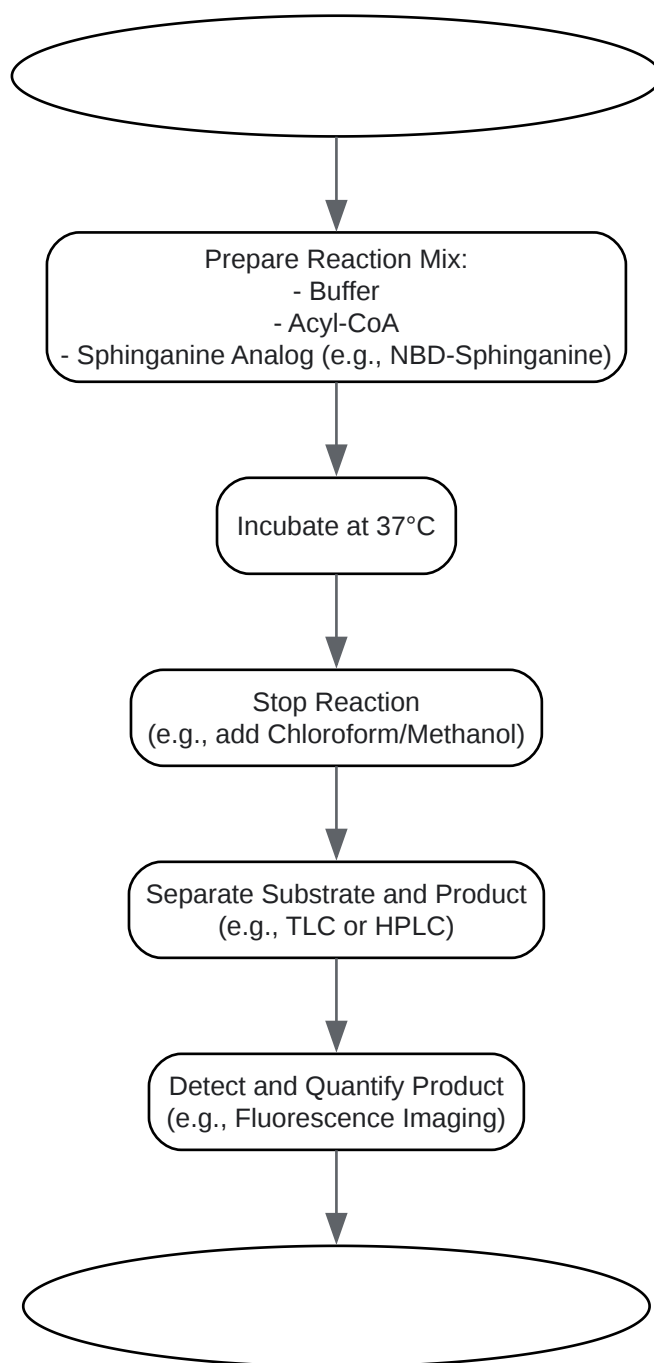 Prepare Reaction Mix:
- Buffer
- Acyl-CoA
- Sphinganine Analog (e.g., NBD-Sphinganine)
Incubate at 37°C
Stop Reaction
(e.g., add Chloroform/Methanol)
Separate Substrate and Product
(e.g., TLC or HPLC)
Detect and Quantify Product
(e.g., Fluorescence Imaging)